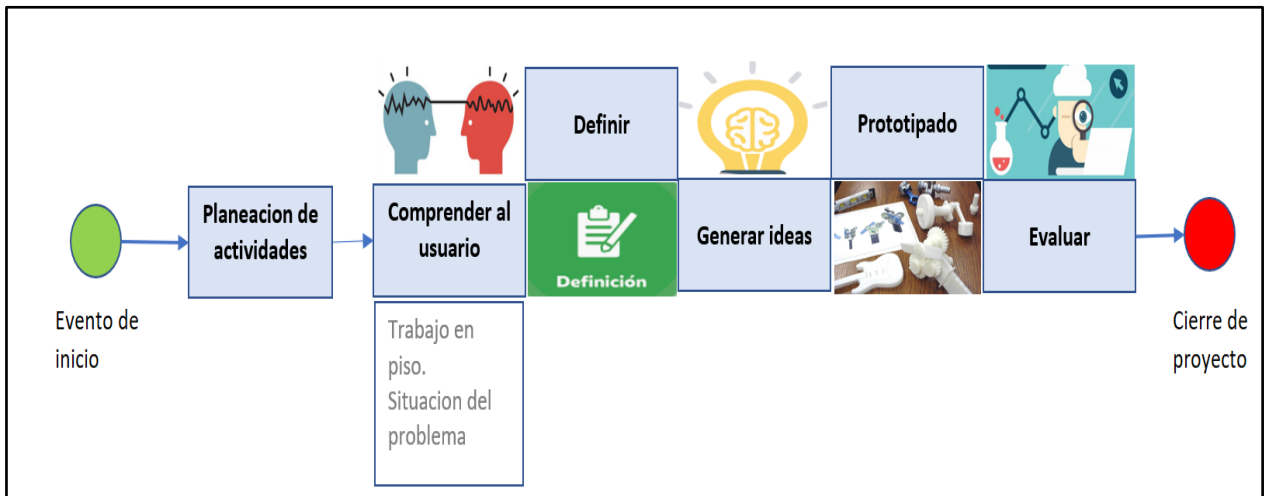 Evento de
inicio
Planeacion de
actividades
Comprender al
usuario
Trabajo en
piso.
Situacion del
problema
Definir
Definición
Generar ideas
Prototipado
Evaluar
Cierre de
proyecto